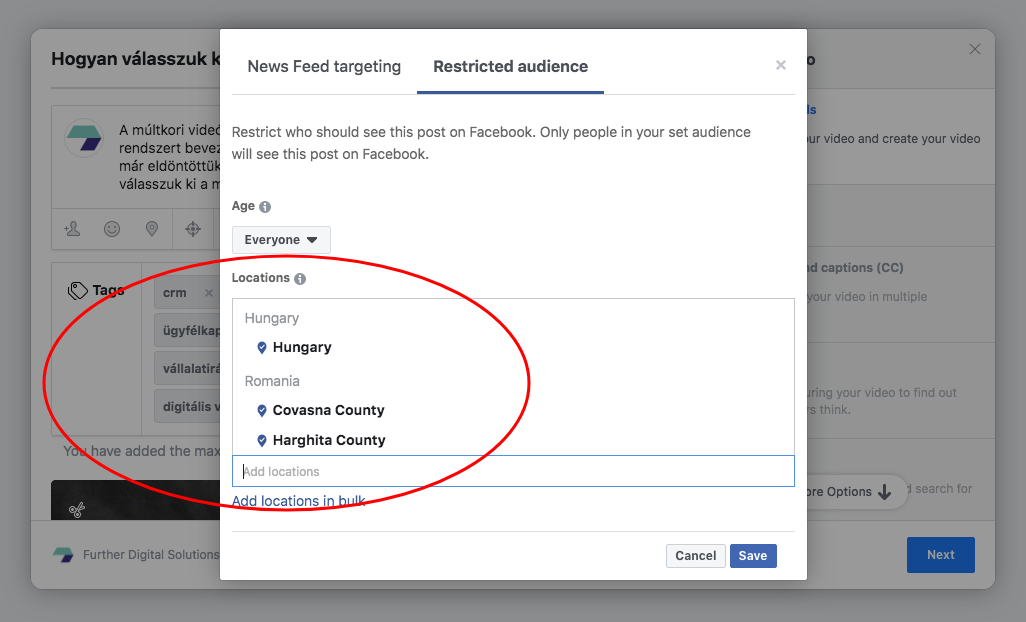 Hogyan válasszuk k
A múltkori videó
rendszert bevez
már eldöntöttük
válasszuk ki a m
Tags
crm ×
ügyfélkap
vállalatirá
digitális v
You have added the max
Further Digital Solutions
News Feed targeting
Restricted audience
×
Restrict who should see this post on Facebook. Only people in your set audience
will see this post on Facebook.
Age
Everyone
Locations
Hungary
Hungary
Romania
Covasna County
Harghita County
Add locations
Add locations in bulk
Cancel
Save
o
ls
our video and create your video
nd captions (CC)
your video in multiple
uring your video to find out
rs think.
ore Options
d search for
Next